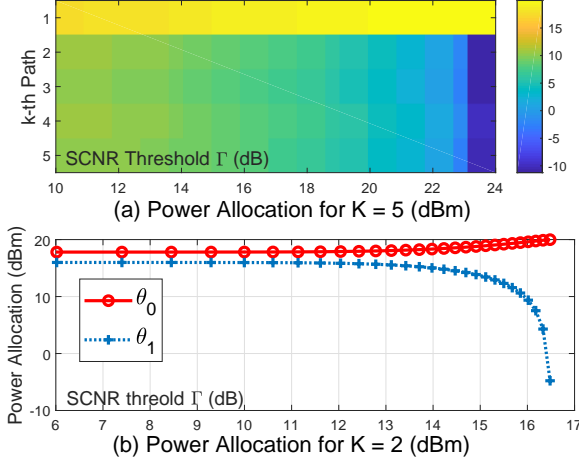 1
2
3
4
5
k-th Path
SCNR Threshold Γ (dB)
10 12 14 16 18 20 22 24
15
10
5
0
-5
-10
(a) Power Allocation for K = 5 (dBm)
20
10
0
-10
Power Allocation (dBm)
θ0
θ1
SCNR threold Γ (dB)
6 7 8 9 10 11 12 13 14 15 16 17
(b) Power Allocation for K = 2 (dBm)